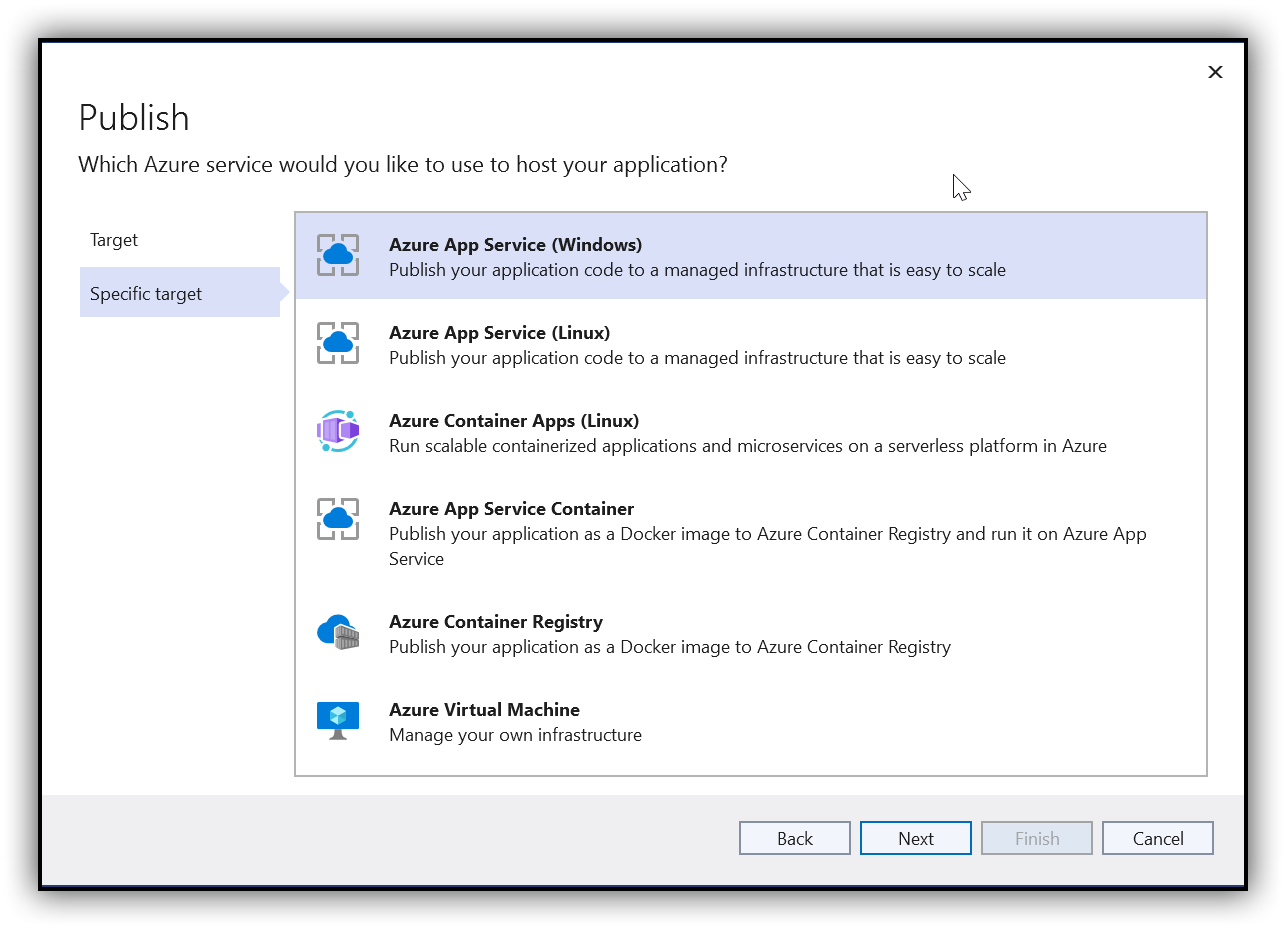 Publish
Which Azure service would you like to use to host your application?
Target
Specific target
Azure App Service (Windows)
Publish your application code to a managed infrastructure that is easy to scale
Azure App Service (Linux)
Publish your application code to a managed infrastructure that is easy to scale
Azure Container Apps (Linux)
Run scalable containerized applications and microservices on a serverless platform in Azure
Azure App Service Container
Publish your application as a Docker image to Azure Container Registry and run it on Azure App
Service
Azure Container Registry
Publish your application as a Docker image to Azure Container Registry
Azure Virtual Machine
Manage your own infrastructure
Back
Next
Finish
Cancel